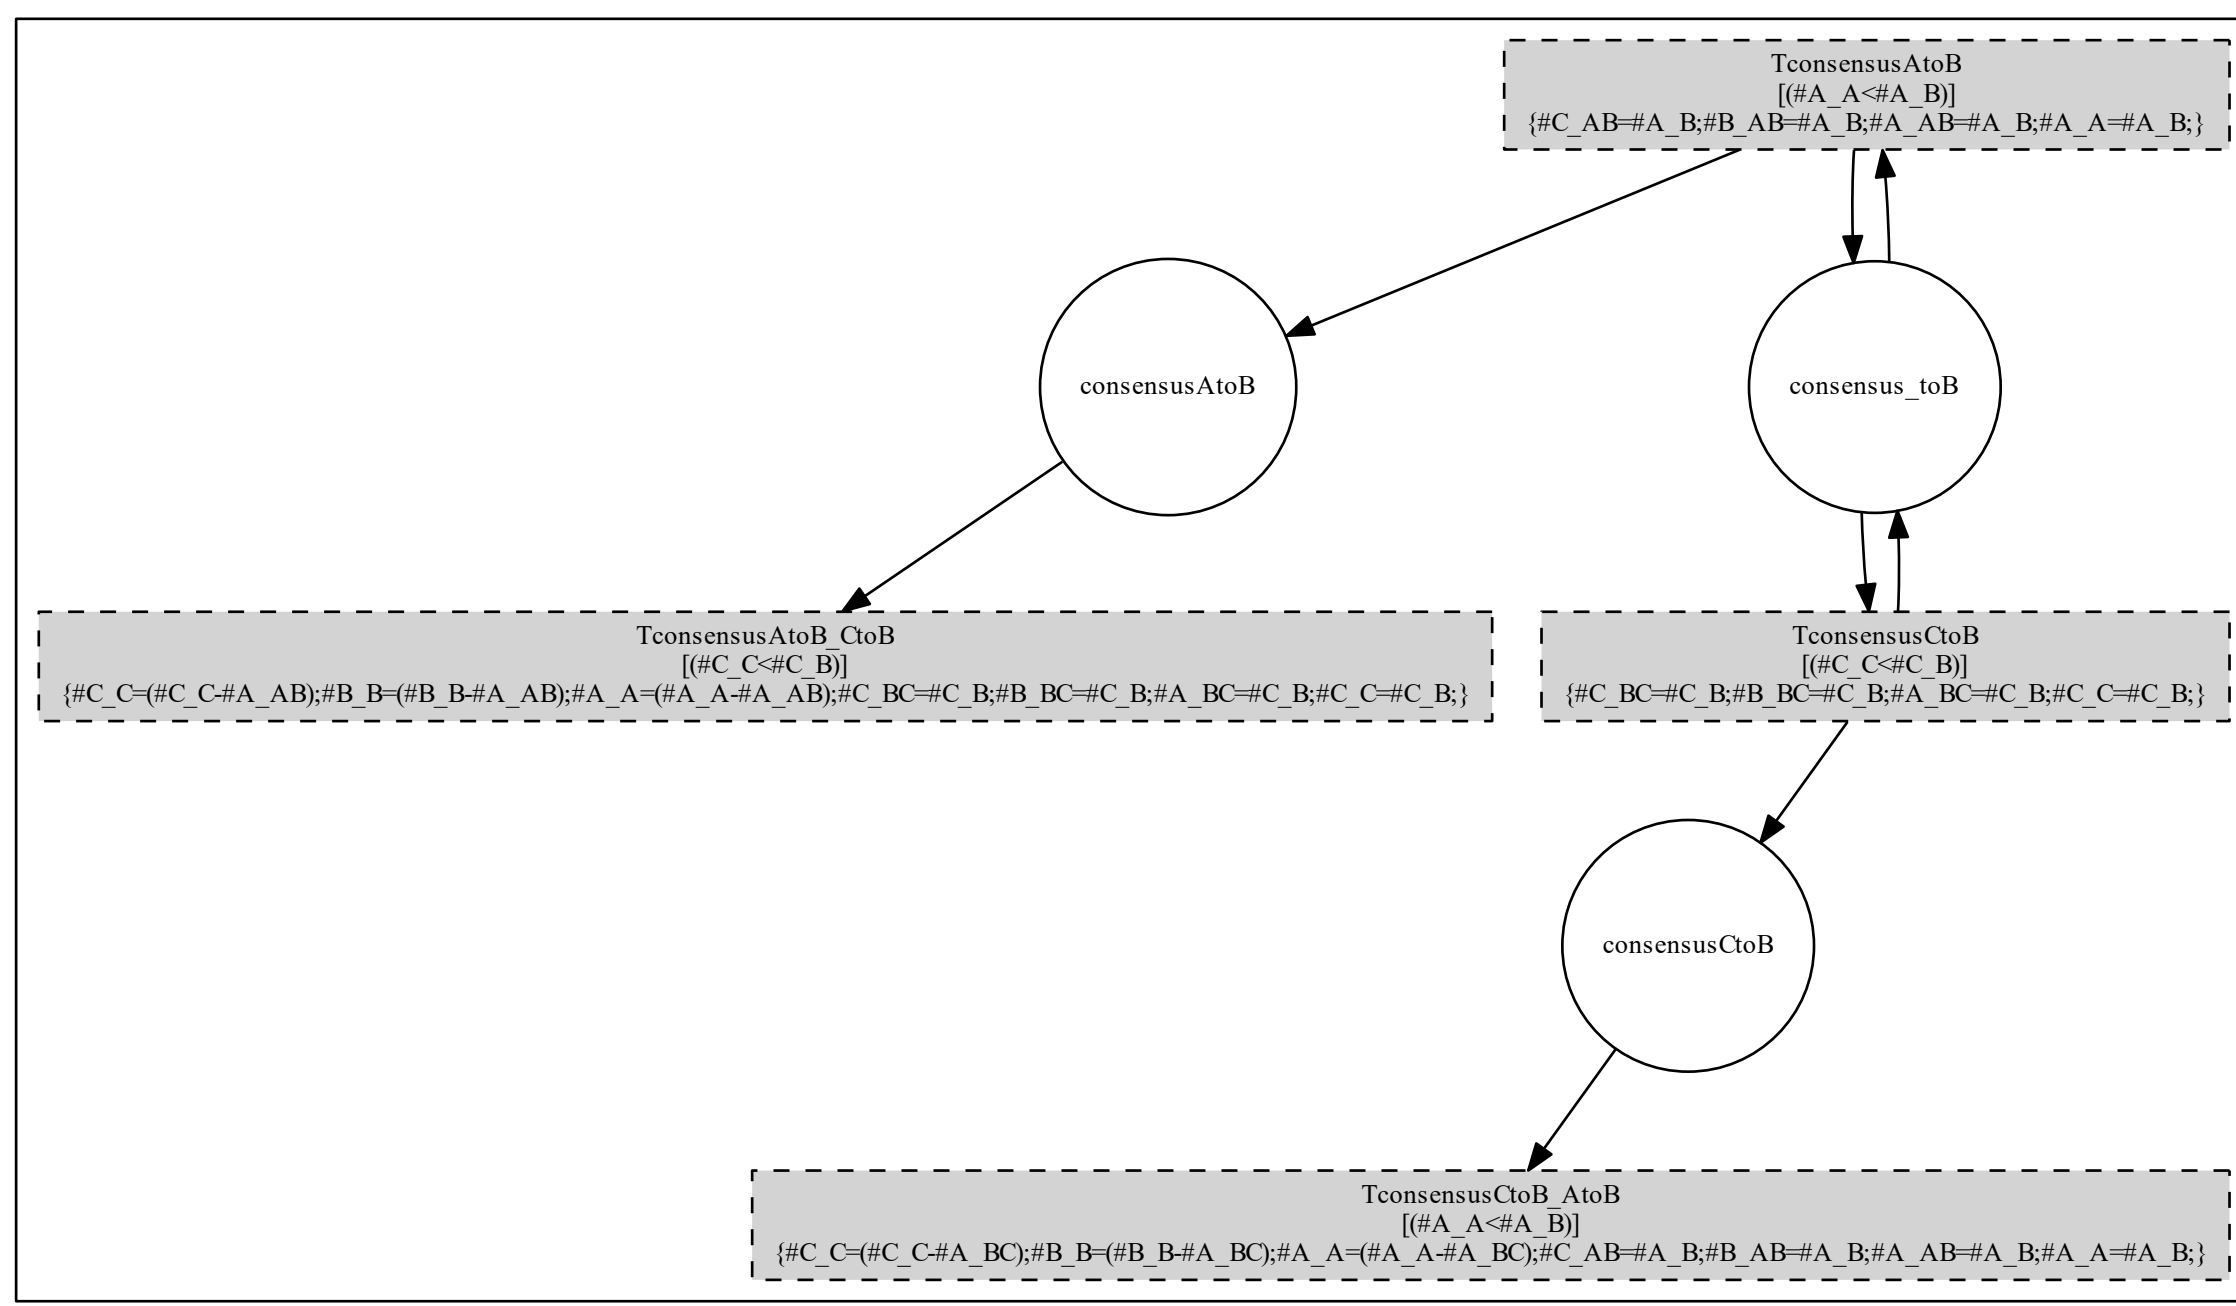 TconsensusAtoB
[(#A_A<#A_B)]
{#C_AB=#A_B;#B_AB=#A_B;#A_AB=#A_B;#A_A=#A_B;}
consensusAtoB
consensus_toB
TconsensusAtoB_CtoB
[(#C_C<#C_B)]
{#C_C=(#C_C-#A_AB);#B_B=(#B_B-#A_AB);#A_A=(#A_A-#A_AB);#C_BC=#C_B;#B_BC=#C_B;#A_BC=#C_B;#C_C=#C_B;}
TconsensusCtoB
[(#C_C<#C_B)]
{#C_BC=#C_B;#B_BC=#C_B;#A_BC=#C_B;#C_C=#C_B;}
consensusCtoB
TconsensusCtoB_AtoB
[(#A_A<#A_B)]
{#C_C=(#C_C-#A_BC);#B_B=(#B_B-#A_BC);#A_A=(#A_A-#A_BC);#C_AB=#A_B;#B_AB=#A_B;#A_AB=#A_B;#A_A=#A_B;}